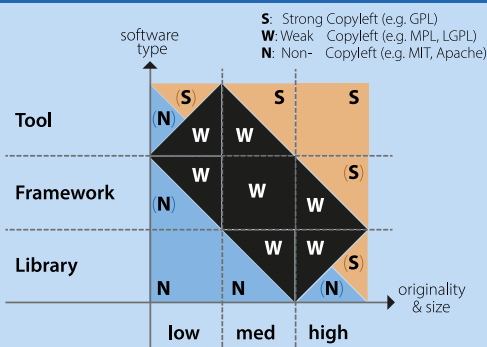 S: Strong Copyleft (e.g. GPL)
W: Weak Copyleft (e.g. MPL, LGPL)
N: Non- Copyleft (e.g. MIT, Apache)
software
type
(S) S S
Tool (N) W W
W (S)
Framework (N) W W
W W (S)
Library N N (N)
originality
& size
low med high